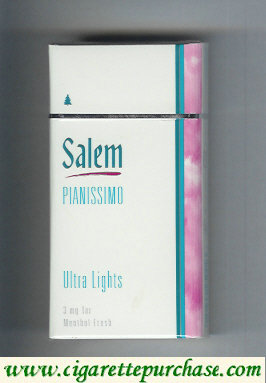 Salem
PIANISSIMO
Ultra Lights
3 mg tar
Menthol Fresh
www.cigarettepurchase.com